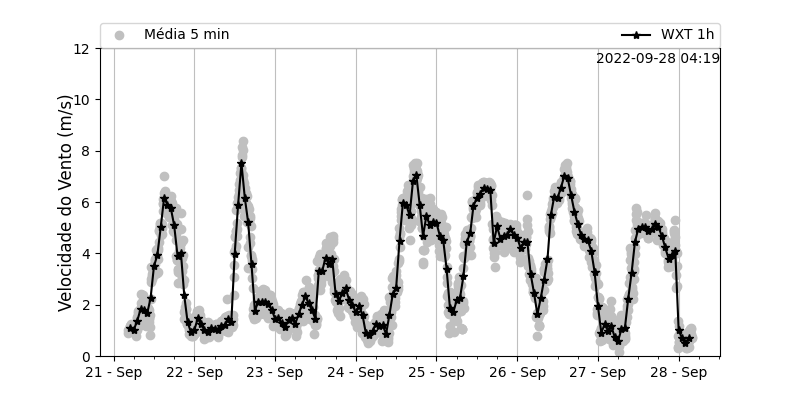 Média 5 min WXT 1h
2022-09-28 04:19
Velocidade do Vento (m/s)
12
10
8
6
4
2
0
21 - Sep 22 - Sep 23 - Sep 24 - Sep 25 - Sep 26 - Sep 27 - Sep 28 - Sep